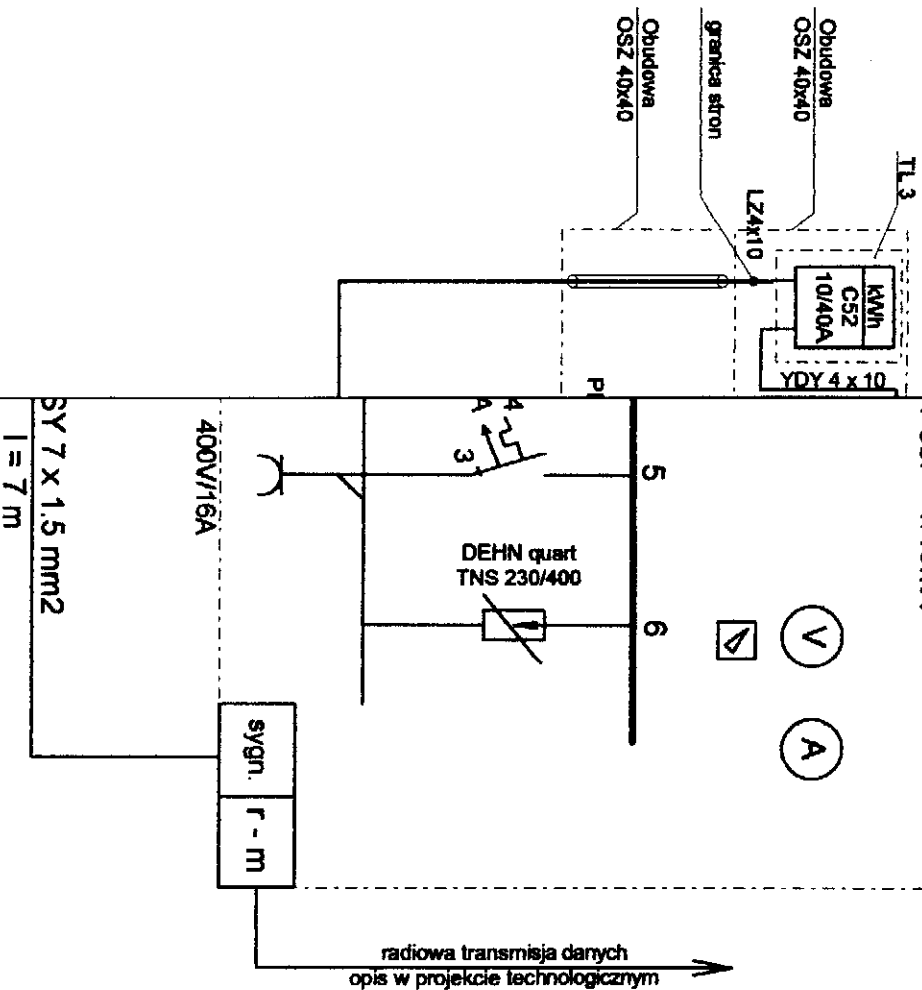 Obudowa
OSZ 40x40
granica stron
Obudowa
OSZ 40x40
TL 3
LZ4x10
kWh
C52
10/40A
YDY 4 x 10
5
4
3
A
400V/16A
SY 7 x 1.5 mm2
l = 7 m
DEHN quart
TNS 230/400
6
V
A
sygn.
r - m
radiowa transmisja danych
opis w projekcie technologicznym